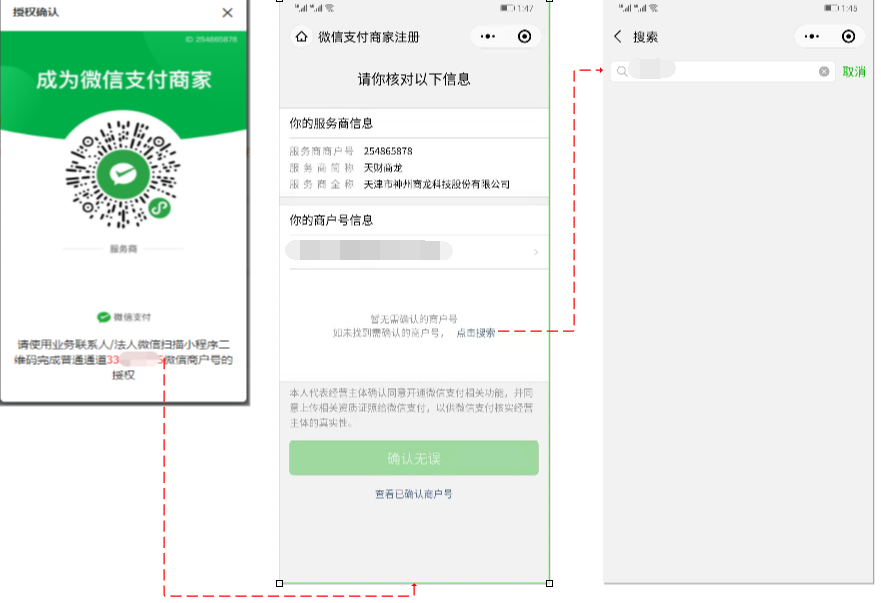 授权确认
ID 254865878
成为微信支付商家
服务商
微信支付
请使用业务联系人/法人微信扫描小程序二
维码完成普通通道33 5微信商户号的
授权
1:47
微信支付商家注册
请你核对以下信息
你的服务商信息
服务商商户号 254865878
服务商简称 天财商龙
服务商全称 天津市神州商龙科技股份有限公司
你的商户号信息
暂无需确认的商户号
如未找到需确认的商户号， 点击搜索
本人代表经营主体确认同意开通微信支付相关功能，并同
意上传相关资质证照给微信支付，以供微信支付核实经营
主体的真实性。
确认无误
查看已确认商户号
1:48
搜索
取消